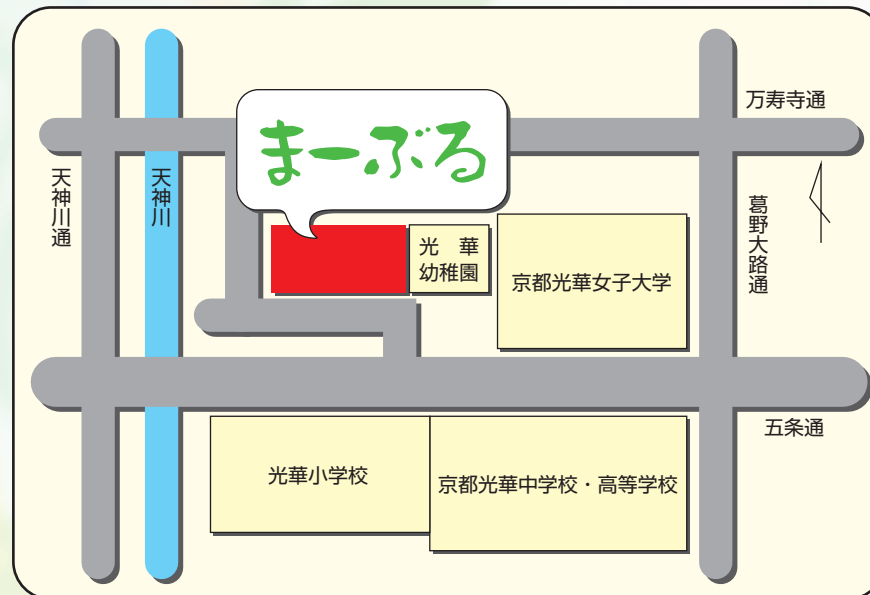 万寿寺通
まーぶる
天神川通
天神川
葛野大路通
光　華
幼稚園
京都光華女子大学
五条通
光華小学校
京都光華中学校・高等学校